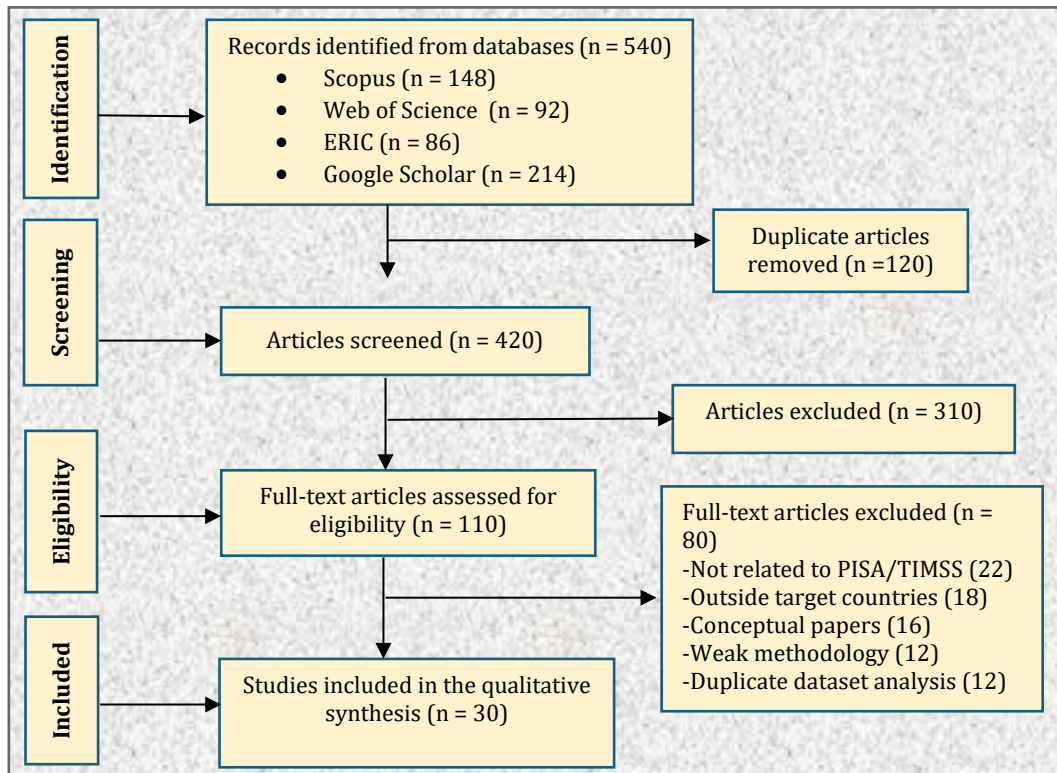 Identification
Records identified from databases (n = 540)
• Scopus (n = 148)
• Web of Science (n = 92)
• ERIC (n = 86)
• Google Scholar (n = 214)
Duplicate articles
removed (n =120)
Screening
Articles screened (n = 420)
Articles excluded (n = 310)
Eligibility
Full-text articles assessed for
eligibility (n = 110)
Full-text articles excluded (n =
80)
-Not related to PISA/TIMSS (22)
-Outside target countries (18)
-Conceptual papers (16)
-Weak methodology (12)
-Duplicate dataset analysis (12)
Included
Studies included in the qualitative
synthesis (n = 30)